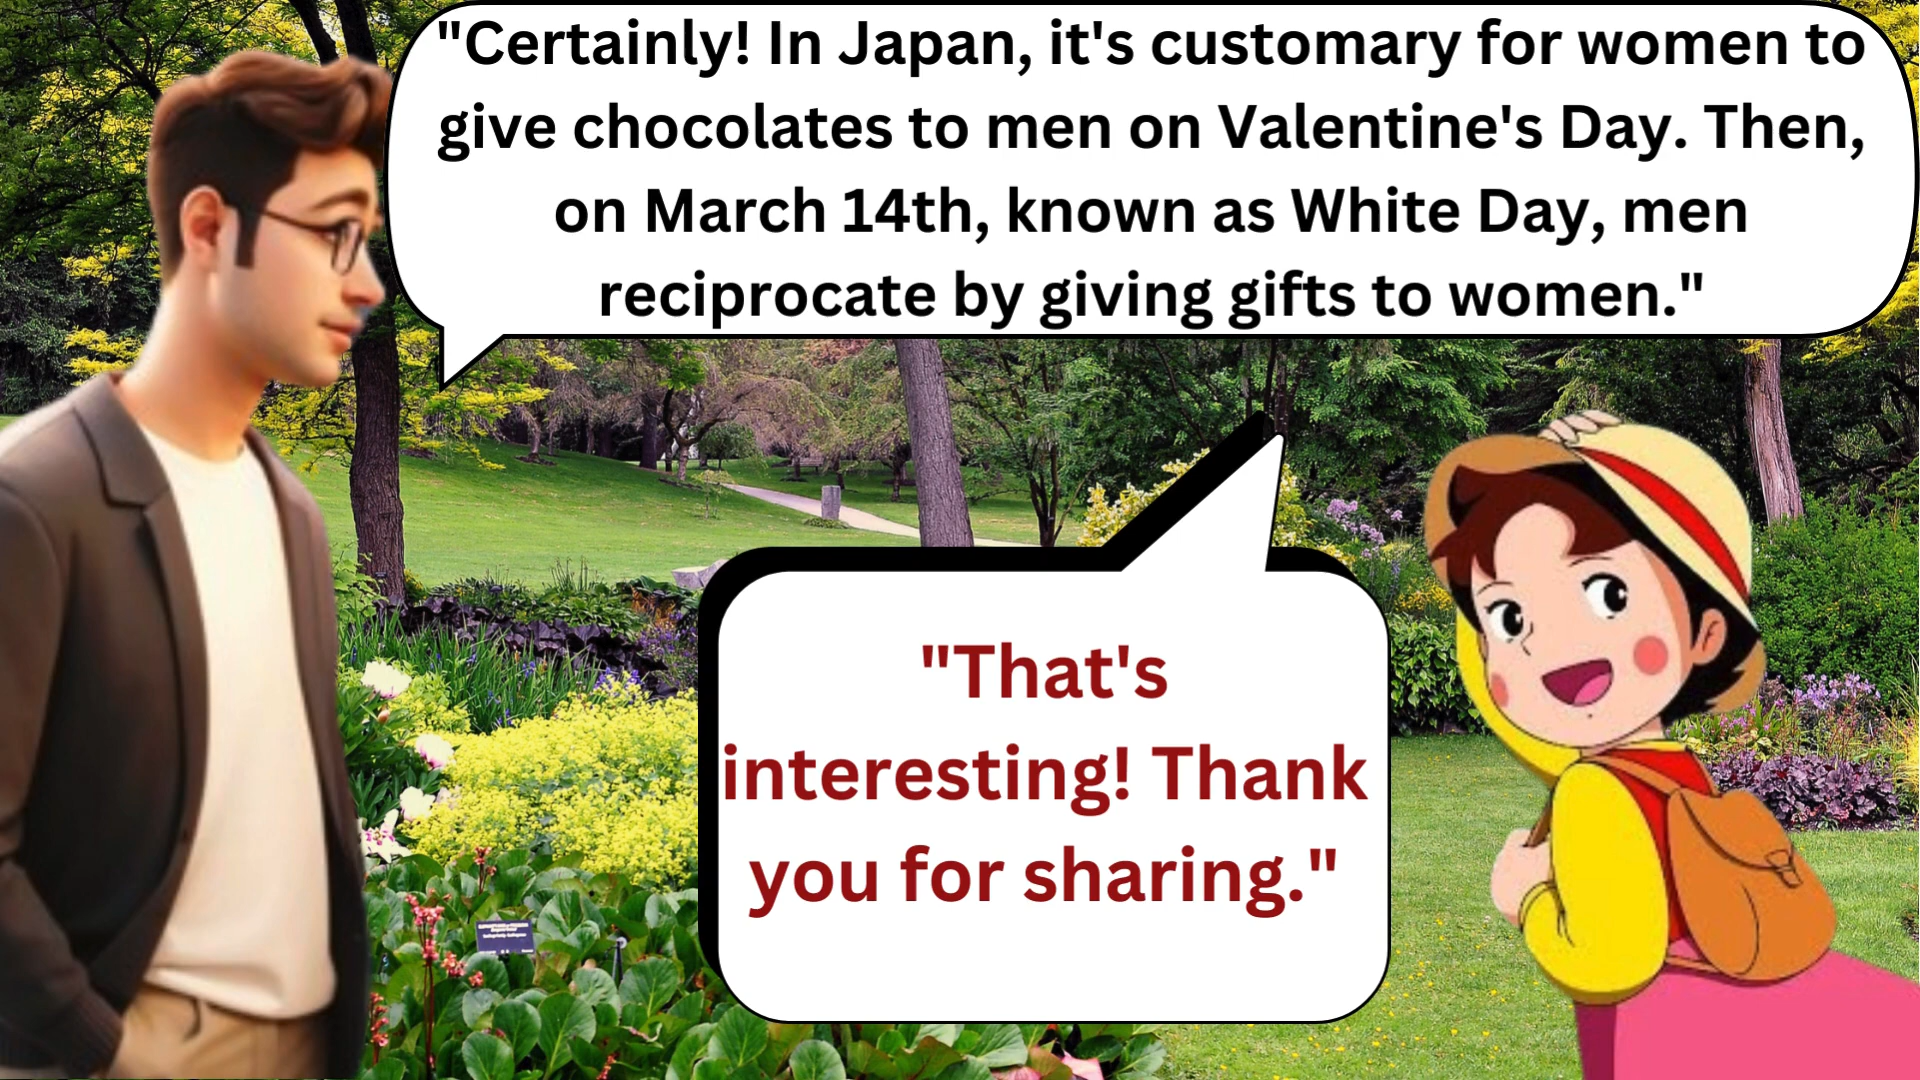 "Certainly! In Japan, it's customary for women to
give chocolates to men on Valentine's Day. Then,
on March 14th, known as White Day, men
reciprocate by giving gifts to women."
"That's
interesting! Thank
you for sharing."